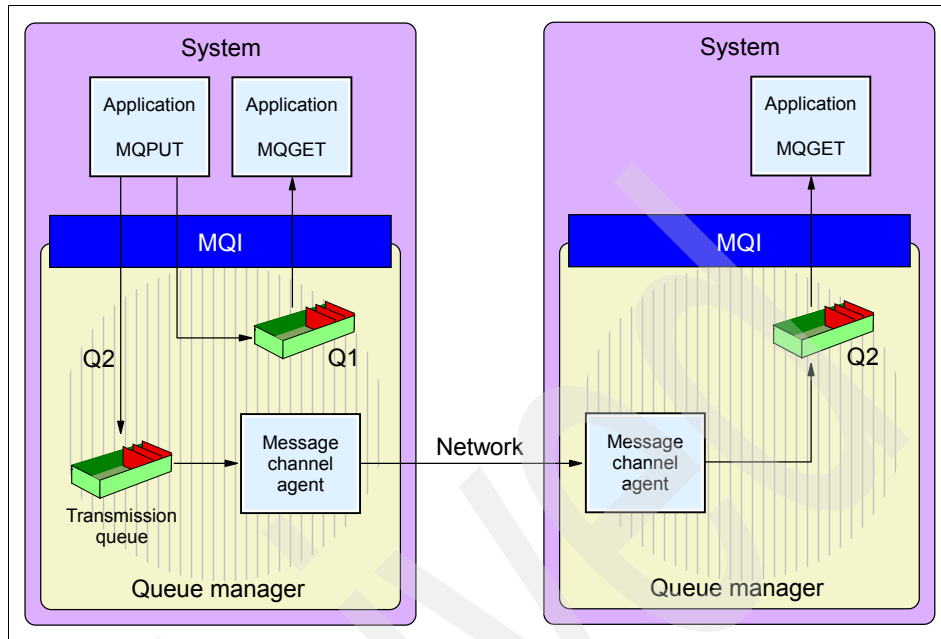 System
Application
MQPUT
Application
MQGET
MQI
Q2
Q1
Transmission
queue
Message
channel
agent
Queue manager
Network
System
Application
MQGET
MQI
Q2
Message
channel
agent
Queue manager